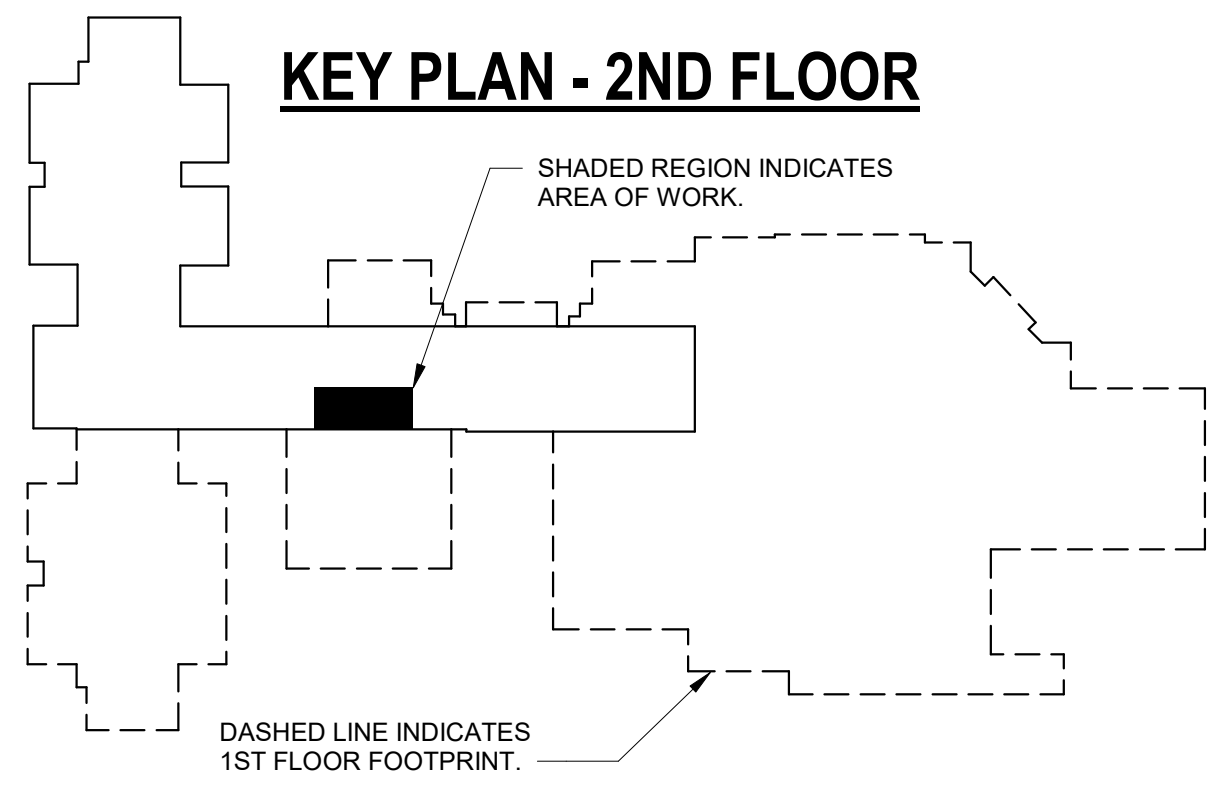 KEY PLAN - 2ND FLOOR
SHADED REGION INDICATES
AREA OF WORK.
DASHED LINE INDICATES
1ST FLOOR FOOTPRINT.